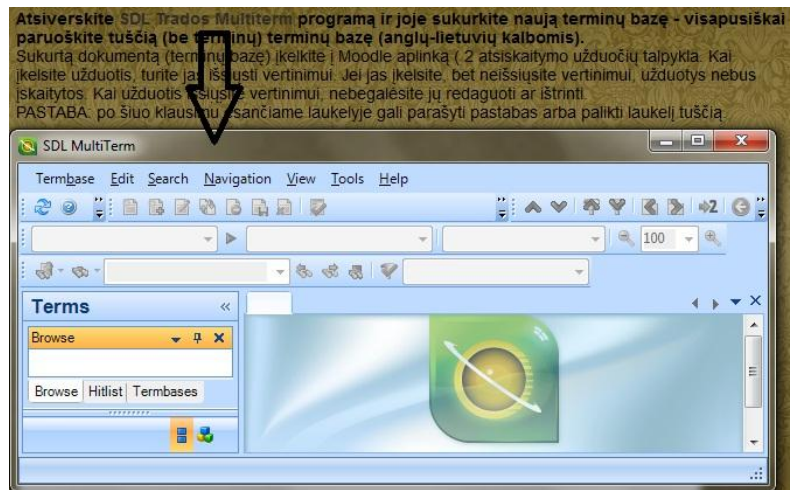 Atsiverskite SDL Trados Multiterm programą ir joje sukurkite naują terminų bazę - visapusiškai
paruoškite tuščią (be terminų) terminų bazę (anglų-lietuvių kalbomis).
Sukurtą dokumentą (terminų bazę) įkelkite į Moodle aplinką ( 2 atsiskaitymo užduočių talpykla. Kai
įkelsite užduotis, turite jas išsiųsti vertinimui. Jei jas įkelsite, bet neišsiųsite vertinimui, užduotys nebus
įskaitytos. Kai užduotis išsiųsite vertinimui, nebegalėsite jų redaguoti ar ištrinti.
PASTABA: po šiuo klausimu esančiame laukelyje gali parašyti pastabas arba palikti laukelį tuščią.
SDL MultiTerm
Termbase Edit Search Navigation View Tools Help
2
100
Terms
Browse
Browse Hitlist Termbases